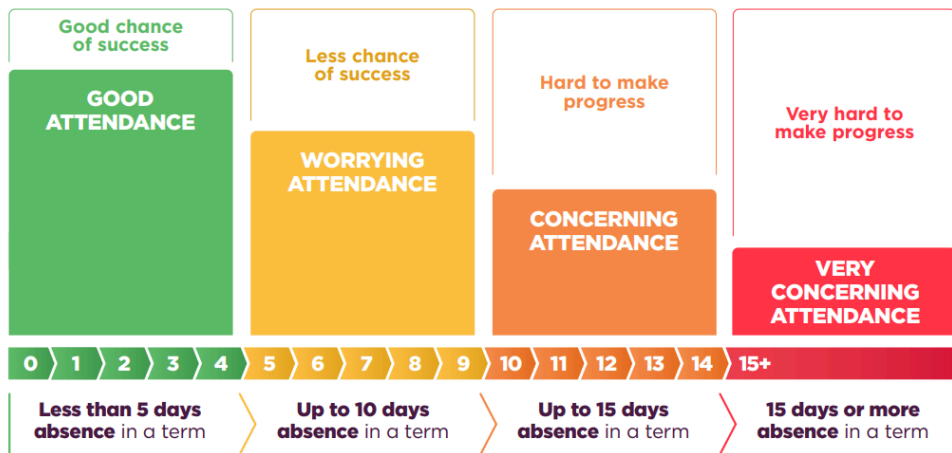 Good chance
of success
GOOD
ATTENDANCE
Less chance
of success
WORRYING
ATTENDANCE
Hard to make
progress
CONCERNING
ATTENDANCE
Very hard to
make progress
VERY
CONCERNING
ATTENDANCE
0 1 2 3 4 5 6 7 8 9 10 11 12 13 14 15+
Less than 5 days
absence in a term
Up to 10 days
absence in a term
Up to 15 days
absence in a term
15 days or more
absence in a term